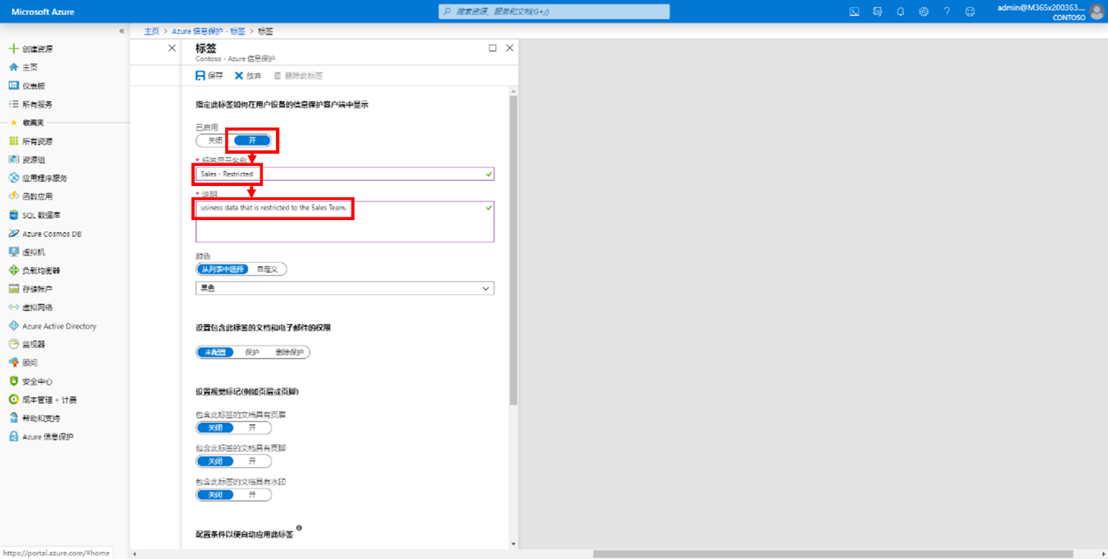 Microsoft Azure
搜索资源、服务和文档(G+/)
admin@M365x200363....
CONTOSO
创建资源
主页
仪表板
所有服务
收藏夹
所有资源
资源组
应用程序服务
函数应用
SQL 数据库
Azure Cosmos DB
虚拟机
负载均衡器
存储帐户
虚拟网络
Azure Active Directory
监视器
顾问
安全中心
成本管理 + 计费
帮助和支持
Azure 信息保护
https://portal.azure.com/#home
主页 > Azure 信息保护 - 标签 > 标签
标签
Contoso - Azure 信息保护
保存 放弃 删除此标签
指定此标签如何在用户设备的信息保护客户端中显示
已启用
关闭 开
* 标签显示名称
Sales - Restricted
* 说明
usiness data that is restricted to the Sales Team.
颜色
从列表中选择 自定义
黑色
设置包含此标签的文档和电子邮件的权限
未配置 保护 删除保护
设置视觉标记(例如页眉或页脚)
包含此标签的文档具有页眉
关闭 开
包含此标签的文档具有页脚
关闭 开
包含此标签的文档具有水印
关闭 开
配置条件以便自动应用此标签